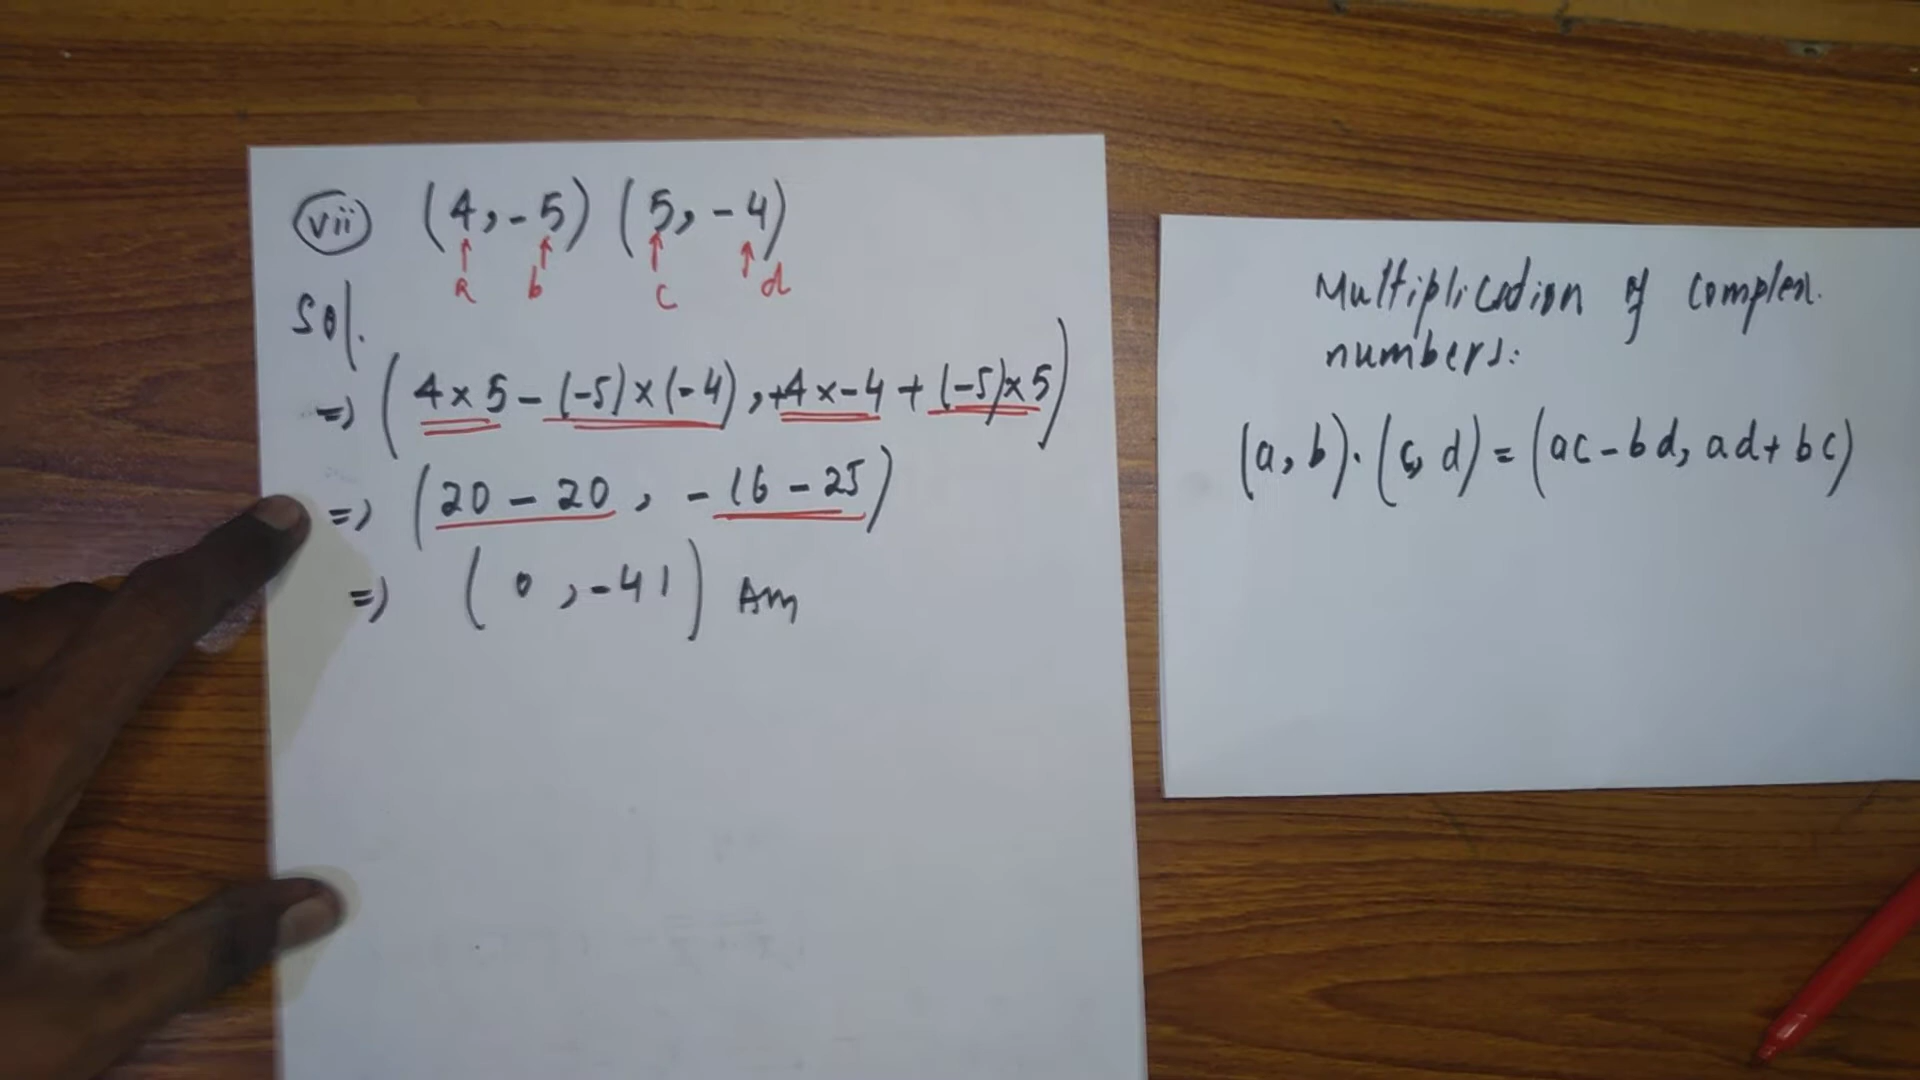 vii (4, -5) (5, -4)
a b c d
Sol.
=> (4 × 5 - (-5) × (-4), +4 × -4 + (-5) × 5)
=> (20 - 20, -16 - 25)
=> (0, -41) Ans
Multiplication of complex.
numbers:
(a, b) . (c, d) = (ac - bd, ad + bc)